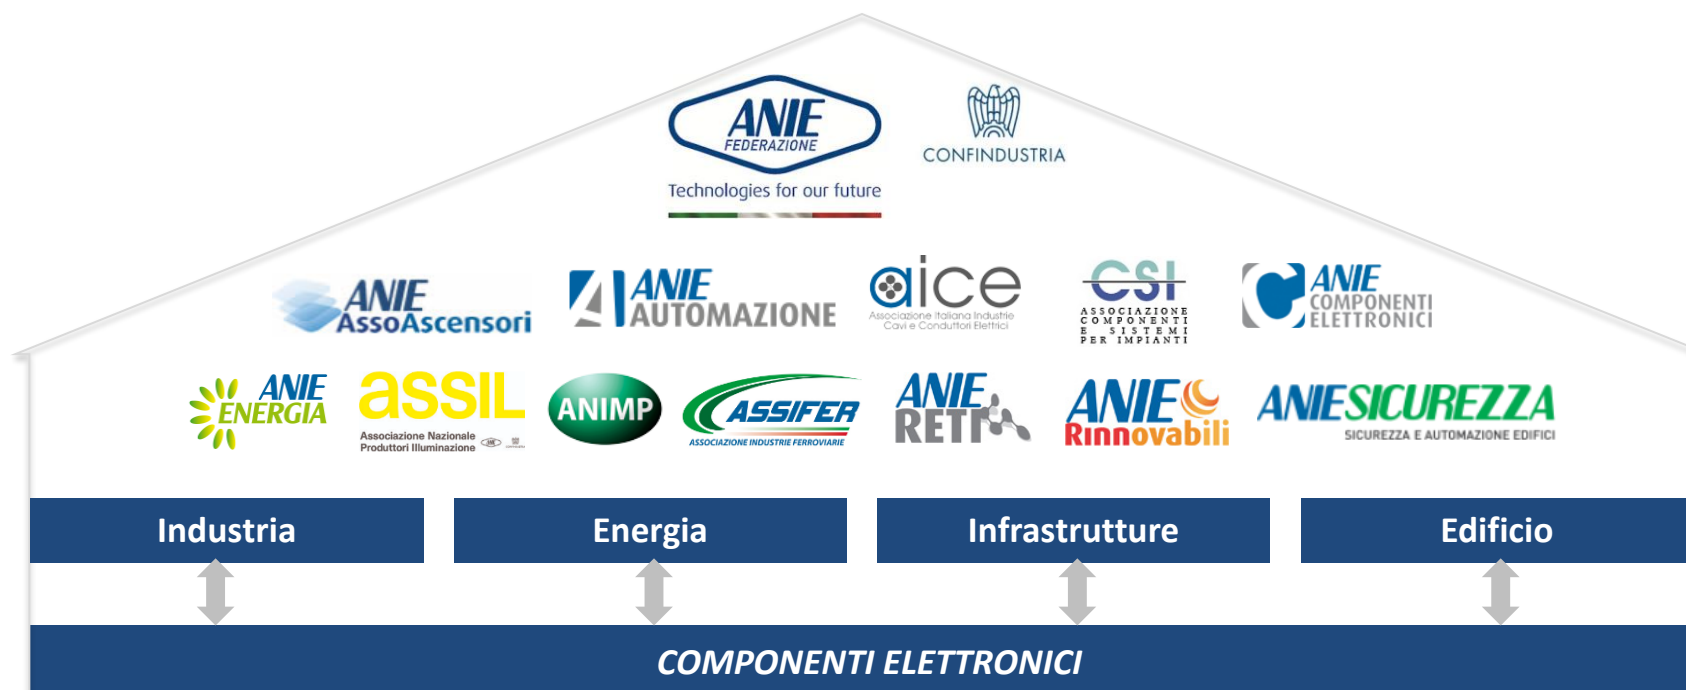 ANIE
FEDERAZIONE
Technologies for our future
CONFINDUSTRIA
ANIE
AssoAscensori
ANIE
AUTOMAZIONE
aice
Associazione Italiana Industrie
Cavi e Conduttori Elettrici
CSI
ASSOCIAZIONE
COMPONENTI
E SISTEMI
PER IMPIANTI
ANIE
COMPONENTI
ELETTRONICI
ANIE
ENERGIA
ASSIL
Associazione Nazionale
Produttori Illuminazione
ANIMP
ASSIFER
ASSOCIAZIONE INDUSTRIE FERROVIARIE
ANIE
RETI
ANIE
Rinnovabili
ANIE SICUREZZA
SICUREZZA E AUTOMAZIONE EDIFICI
Industria
Energia
Infrastrutture
Edificio
COMPONENTI ELETTRONICI